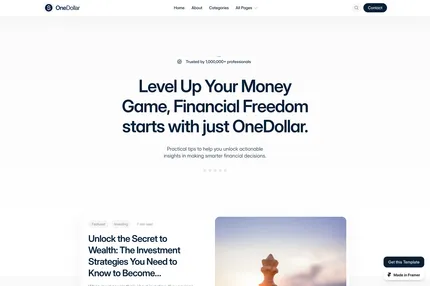 OneDollar
Home About Categories All Pages
Contact
Trusted by 1,000,000+ professionals
Level Up Your Money
Game, Financial Freedom
starts with just OneDollar.
Practical tips to help you unlock actionable
insights in making smarter financial decisions.
Featured Investing 7 min read
Unlock the Secret to
Wealth: The Investment
Strategies You Need to
Know to Become...
Get this Template
Made in Framer